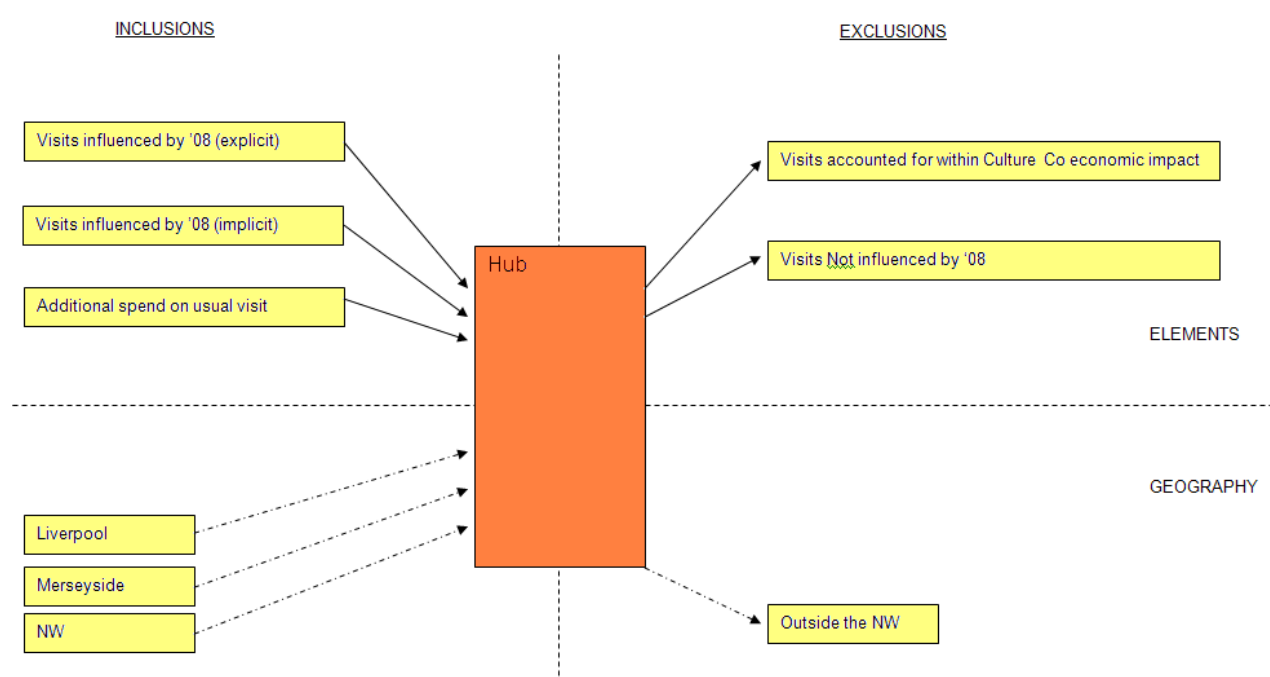 INCLUSIONS
EXCLUSIONS
Visits influenced by '08 (explicit)
Visits accounted for within Culture Co economic impact
Visits influenced by '08 (implicit)
Visits Not influenced by '08
Hub
Additional spend on usual visit
ELEMENTS
GEOGRAPHY
Liverpool
Merseyside
NW
Outside the NW